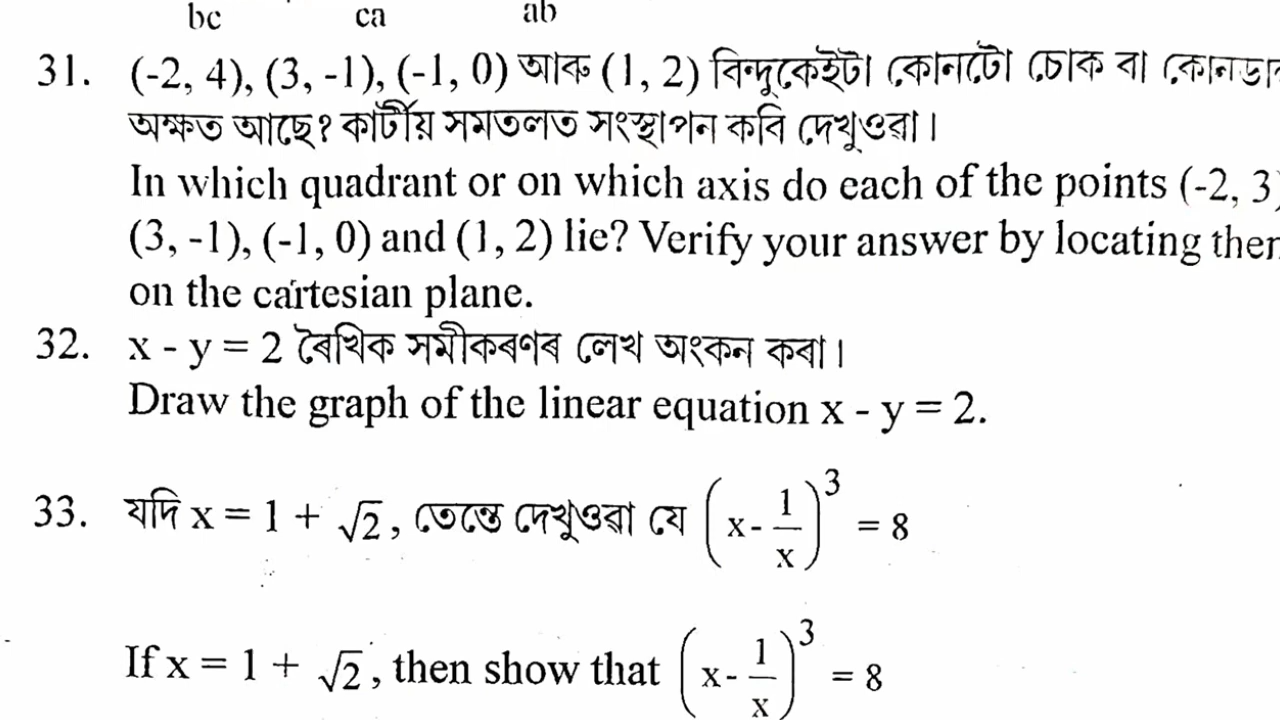 bc ca ab
31. (-2, 4), (3, -1), (-1, 0) আৰু (1, 2) বিন্দুকেইটা কোনটো চোক বা
অক্ষত আছে? কাৰ্টীয় সমতলত সংস্থাপন কৰি দেখুওৱা।
In which quadrant or on which axis do each of the points (-2, 3)
(3, -1), (-1, 0) and (1, 2) lie? Verify your answer by locating
on the cartesian plane.
32. x - y = 2 ৰৈখিক সমীকৰণৰ লেখ অংকন কৰা।
Draw the graph of the linear equation x - y = 2.
33. যদি x = 1 + √2, তেন্তে দেখুওৱা যে (x - 1/x)³ = 8
If x = 1 + √2, then show that (x - 1/x)³ = 8